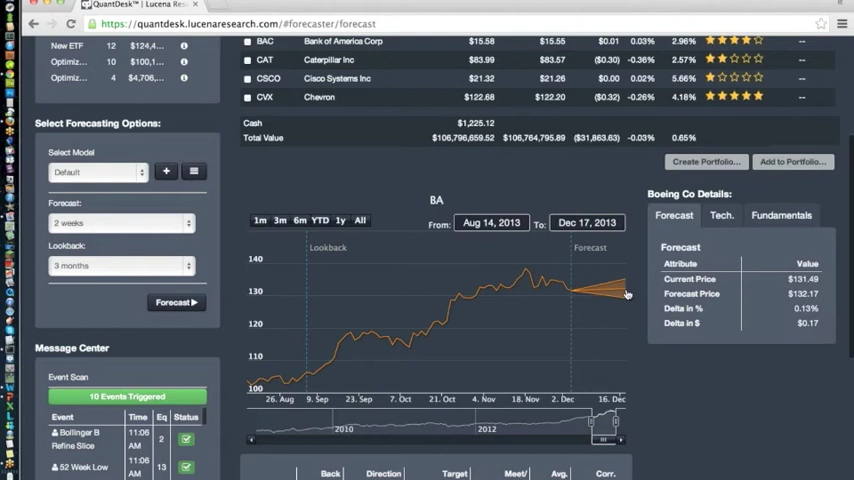 QuantDesk™ | Lucena Res...
https://quantdesk.lucenaresearch.com/#forecaster/forecast
New ETF 12 $124,4... 
Optimiz... 10 $100,1...
Optimiz... 4 $4,706,...
BAC Bank of America Corp $15.58 $15.55 $0.01 0.03% 2.96%
CAT Caterpillar Inc $83.99 $83.57 ($0.30) -0.36% 2.57% --
CSCO Cisco Systems Inc $21.32 $21.26 $0.00 0.02% 5.66% --
CVX Chevron $122.68 $122.20 ($0.32) -0.26% 4.18% --
Cash $1,225.12
Total Value $106,796,659.52 $106,764,795.89 ($31,863.63) -0.03% 0.65%
Create Portfolio... Add to Portfolio...
Select Forecasting Options:
Select Model
Default +
Forecast:
2 weeks
Lookback:
3 months
Forecast
Message Center
Event Scan
10 Events Triggered
Event Time Eq Status
Bollinger B
Refine Slice
11:06
AM
2
52 Week Low
11:06
AM
13
BA
1m 3m 6m YTD 1y All
From: Aug 14, 2013 To: Dec 17, 2013
Lookback Forecast
140
130
120
110
100
26. Aug 9. Sep 23. Sep 7. Oct 21. Oct 4. Nov 18. Nov 2. Dec 16. Dec
2010 2012
Back Direction Target Meet/ Avg. Corr.
Boeing Co Details:
Forecast Tech. Fundamentals
Forecast
Attribute Value
Current Price $131.49
Forecast Price $132.17
Delta in % 0.13%
Delta in $ $0.17